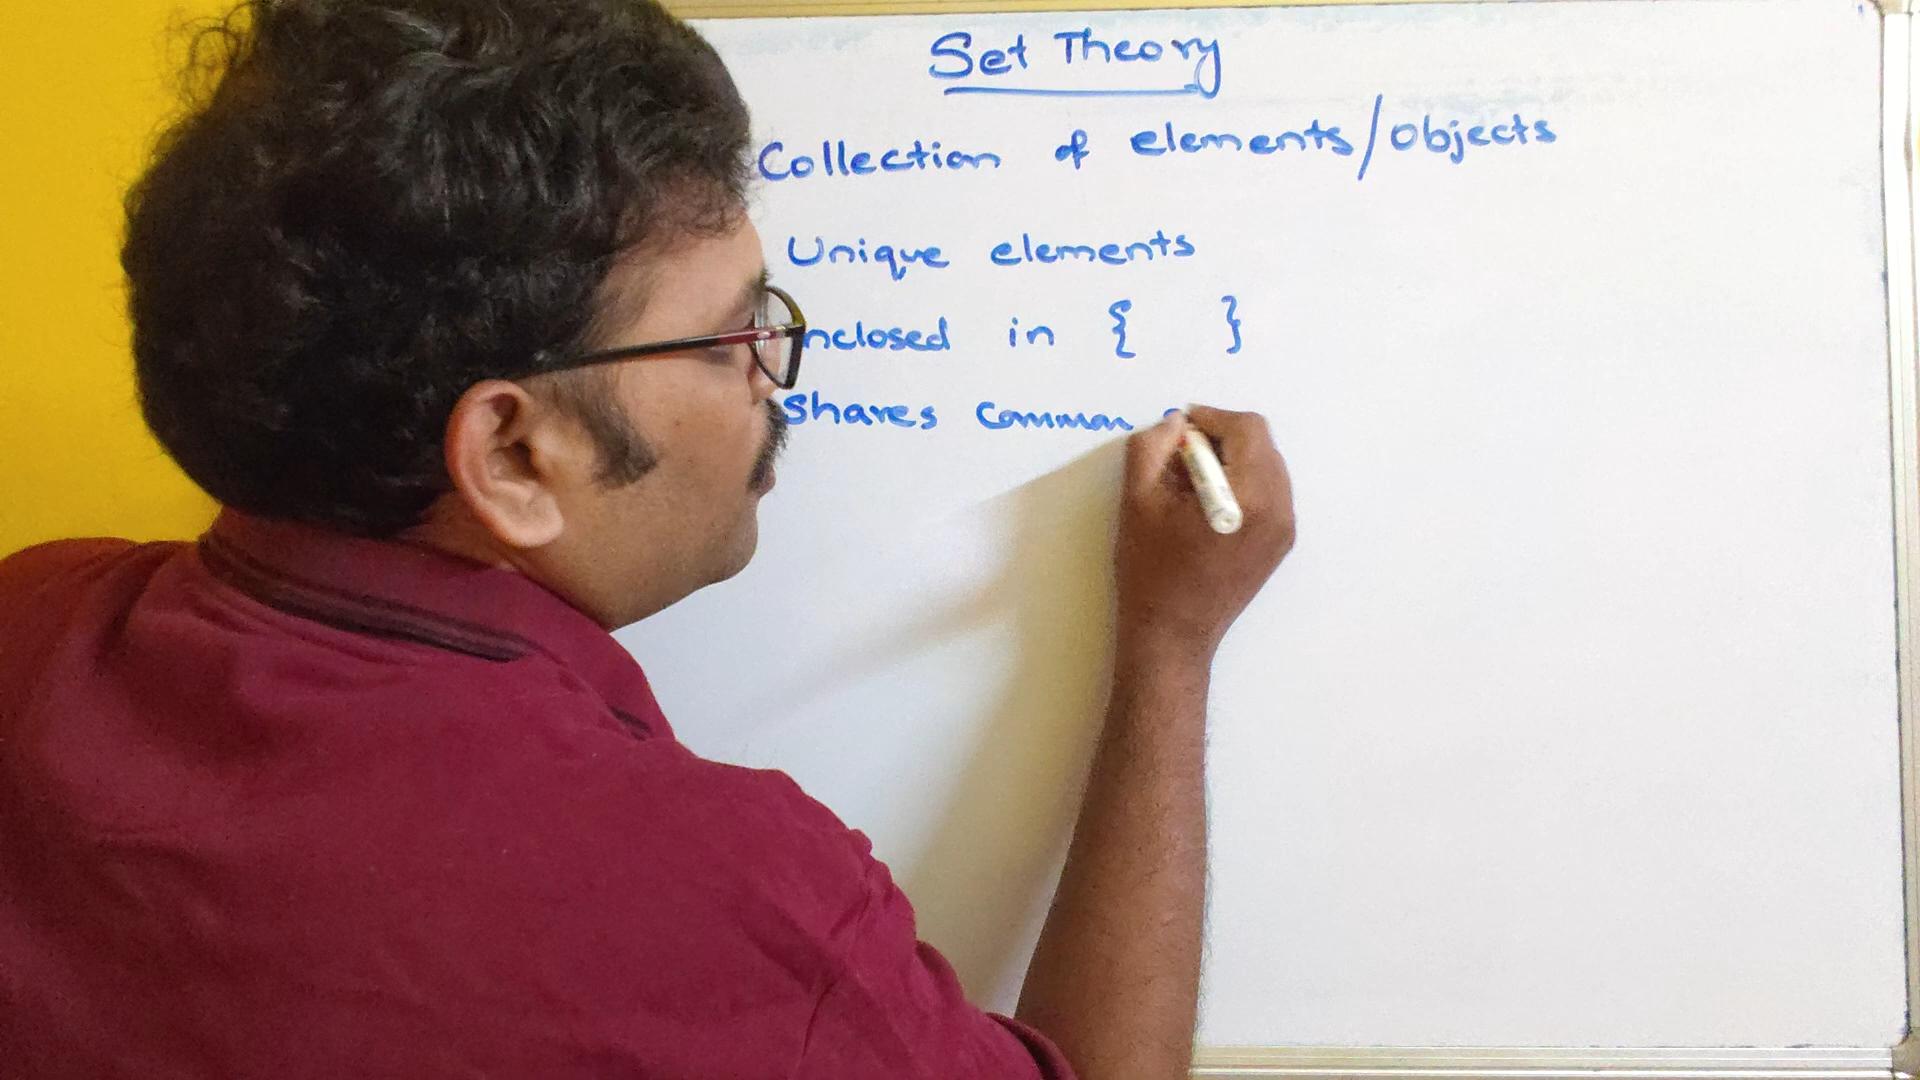 Set Theory
Collection of elements/objects
Unique elements
nclosed in { }
Shares common